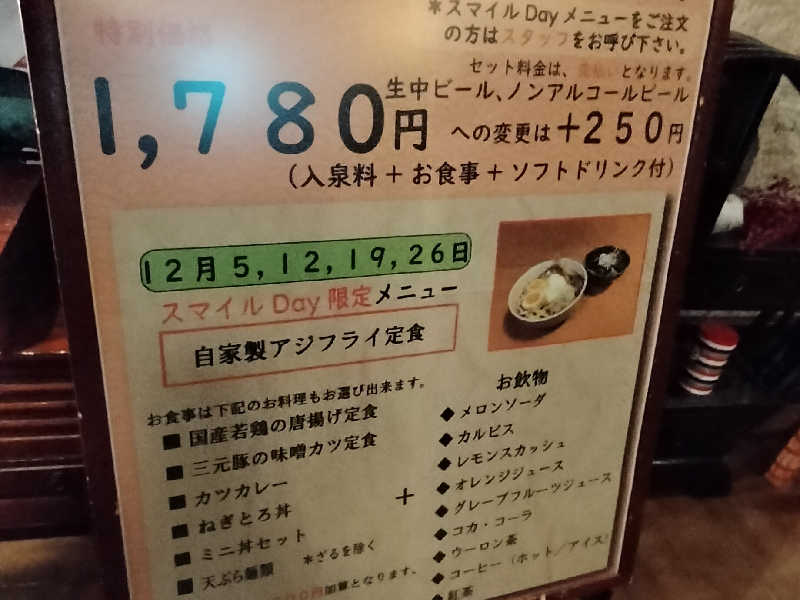 特別価格
＊スマイルDayメニューをご注文
の方はスタッフをお呼び下さい。
セット料金は、先払いとなります。
1,780円
生中ビール、ノンアルコールビール
への変更は＋250円
（入泉料 ＋ お食事 ＋ ソフトドリンク付）
12月5,12,19,26日
スマイルDay限定メニュー
自家製アジフライ定食
お食事は下記のお料理もお選び出来ます。
■ 国産若鶏の唐揚げ定食
■ 三元豚の味噌カツ定食
■ カツカレー
■ ねぎとろ丼
■ ミニ丼セット
■ 天ぷら麺類 ＊ざるを除く
円加算となります。
＋
お飲物
◆ メロンソーダ
◆ カルピス
◆ レモンスカッシュ
◆ オレンジジュース
◆ グレープフルーツジュース
◆ コカ・コーラ
◆ ウーロン茶
◆ コーヒー（ホット／アイス）
◆ 紅茶